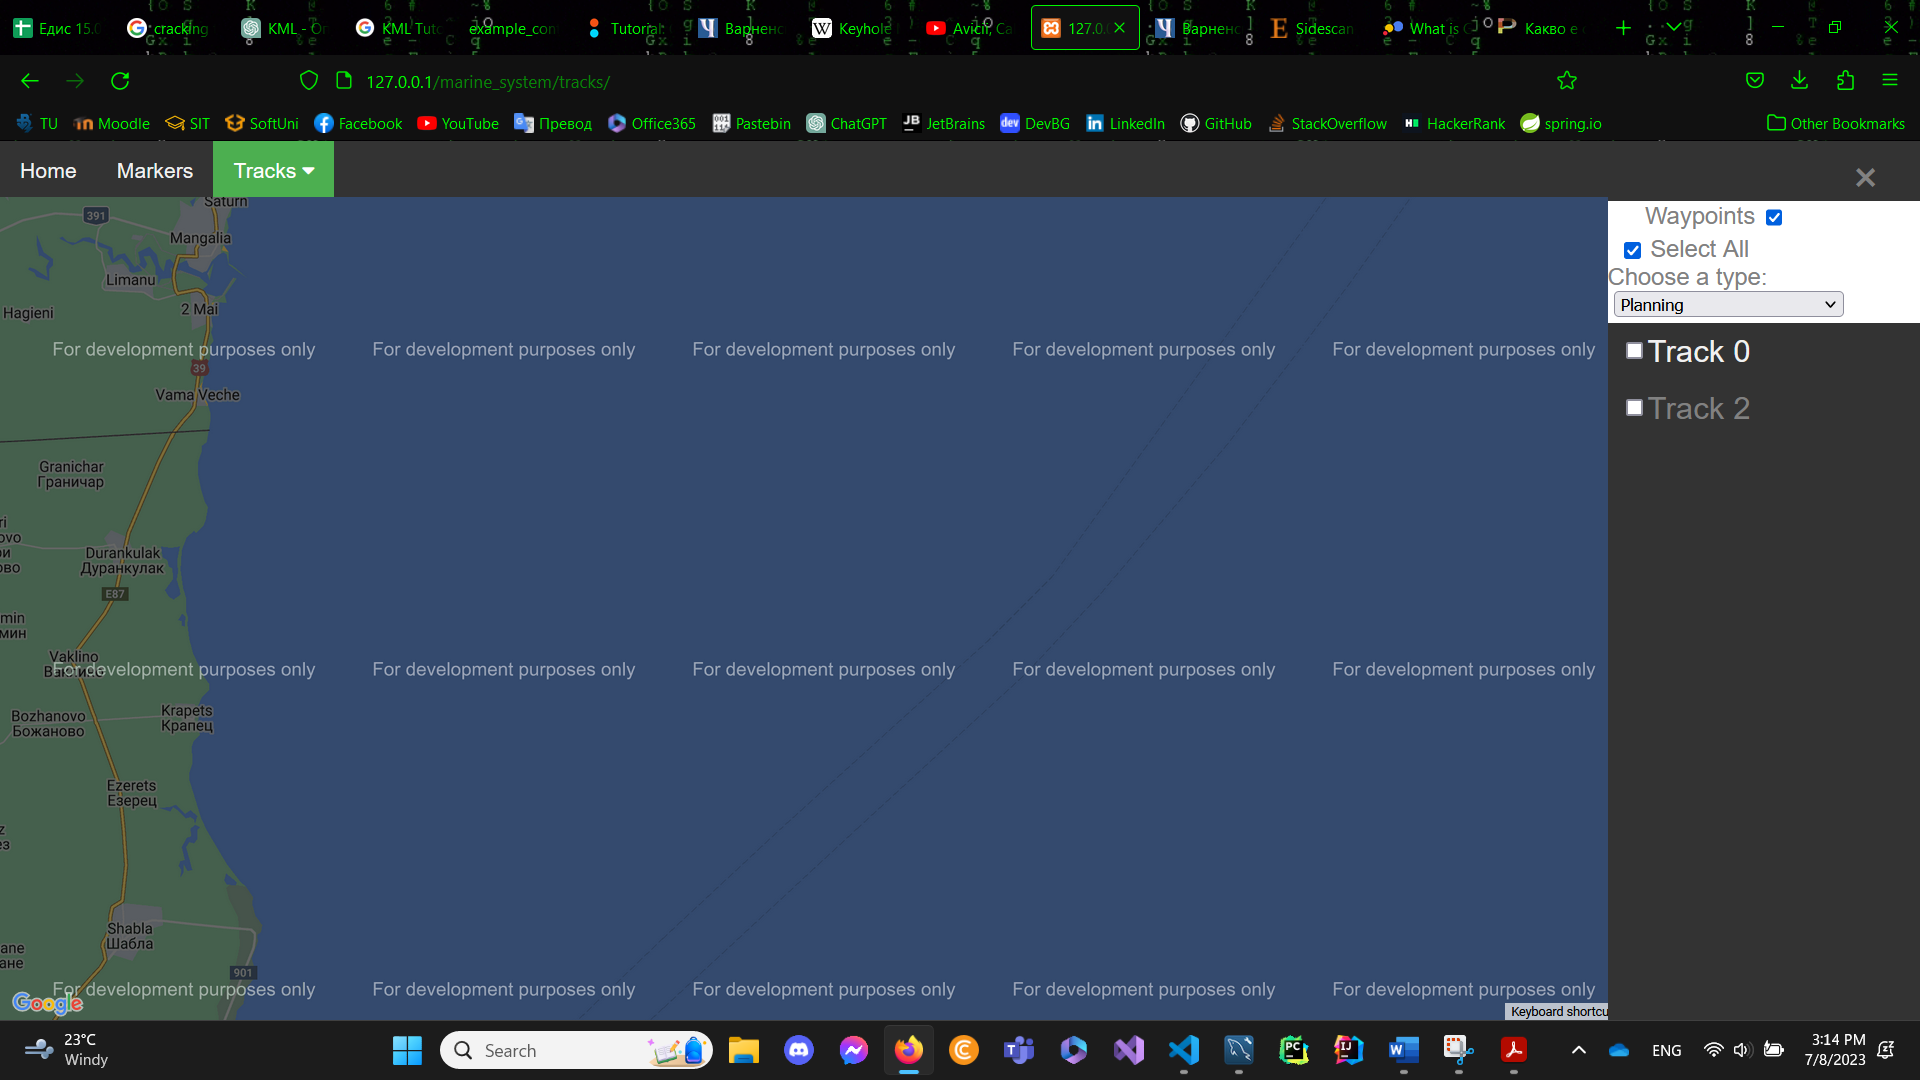 Едис 15.0
cracking
KML - Or
KML Tuto
example_con
Tutorial:
Варненс
Keyhole
Avicii, Ca
127.0.
Варненс
Sidescan
What is
Какво е
127.0.0.1/marine_system/tracks/
TU
Moodle
SIT
SoftUni
Facebook
YouTube
Превод
Office365
Pastebin
ChatGPT
JetBrains
DevBG
LinkedIn
GitHub
StackOverflow
HackerRank
spring.io
Other Bookmarks
Home
Markers
Tracks
Waypoints
Select All
Choose a type:
Planning
Track 0
Track 2
Saturn
391
Mangalia
Limanu
2 Mai
Hagieni
For development purposes only
For development purposes only
For development purposes only
For development purposes only
For development purposes only
39
Vama Veche
Granichar
Граничар
Durankulak
Дуранкулак
E87
Vaklino
For development purposes only
For development purposes only
For development purposes only
For development purposes only
For development purposes only
Krapets
Крапец
Bozhanovo
Божаново
Ezerets
Езерец
Shabla
Шабла
901
For development purposes only
For development purposes only
For development purposes only
For development purposes only
For development purposes only
Google
Keyboard shortcu
23°C
Windy
Search
ENG
3:14 PM
7/8/2023